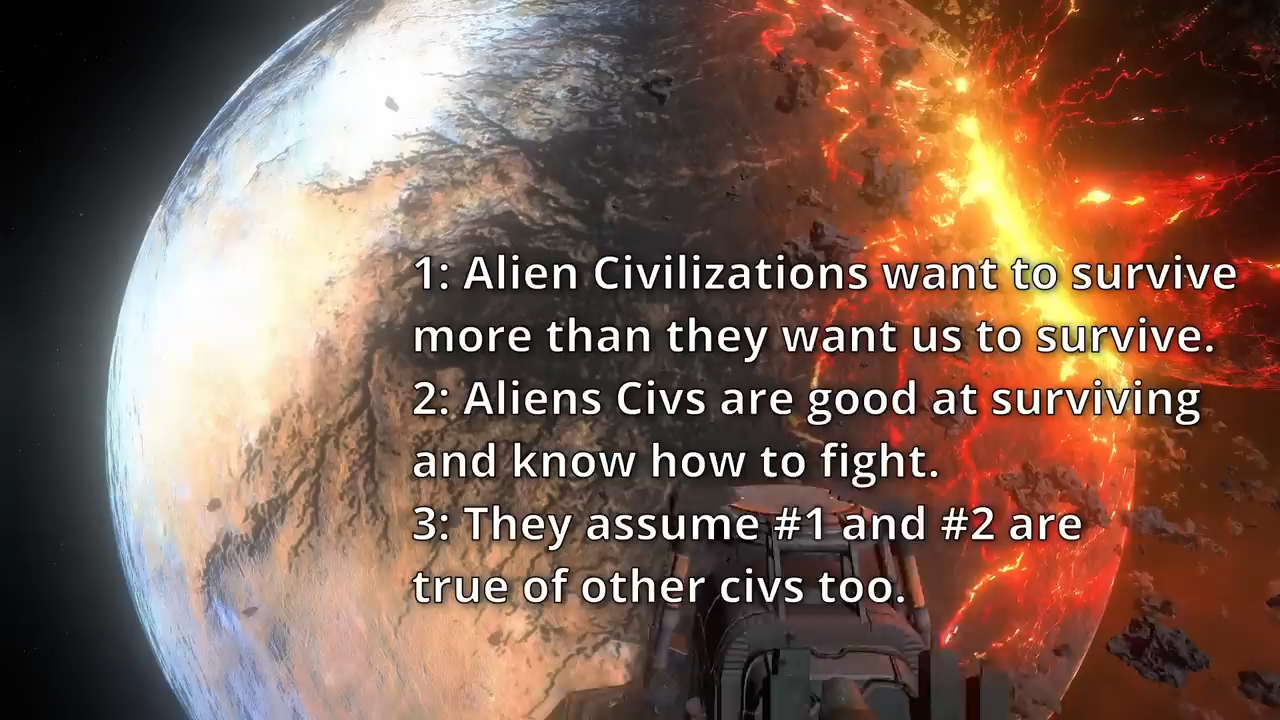 1: Alien Civilizations want to survive
more than they want us to survive.
2: Aliens Civs are good at surviving
and know how to fight.
3: They assume #1 and #2 are
true of other civs too.